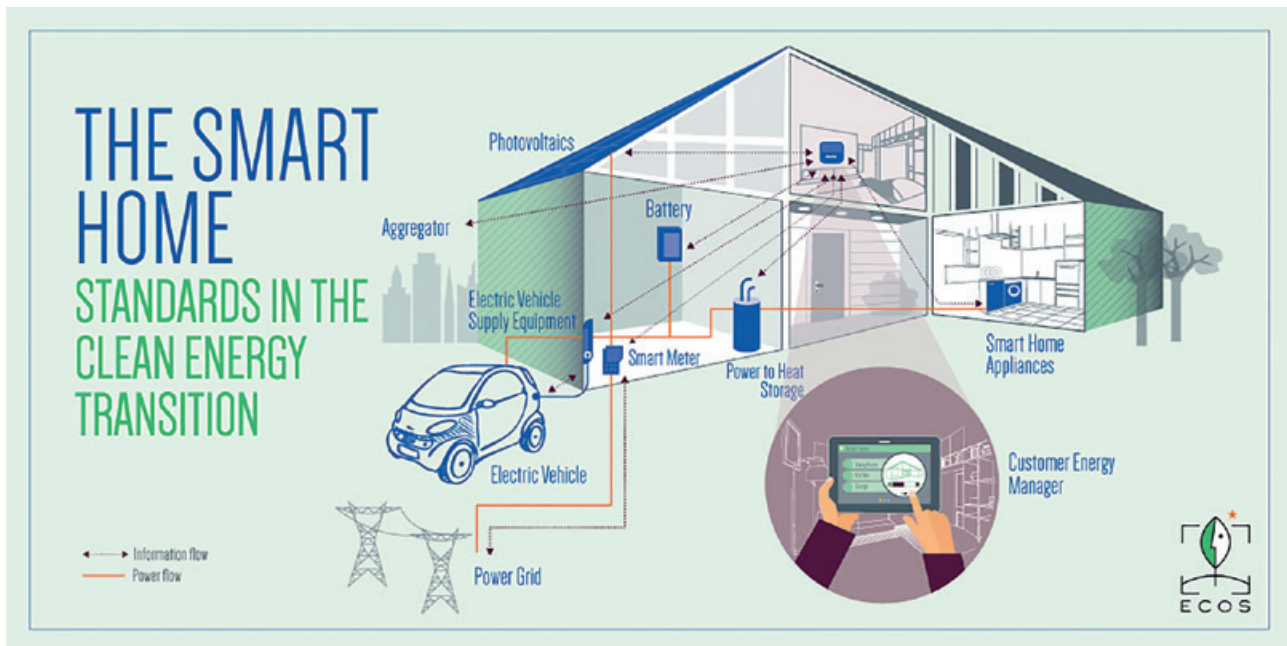 THE SMART
HOME
STANDARDS IN THE
CLEAN ENERGY
TRANSITION
Photovoltaics
Aggregator
Battery
Electric Vehicle
Supply Equipment
Smart Meter
Power to Heat
Storage
Smart Home
Appliances
Electric Vehicle
Customer Energy
Manager
Power Grid
Information flow
Power flow
ECOS